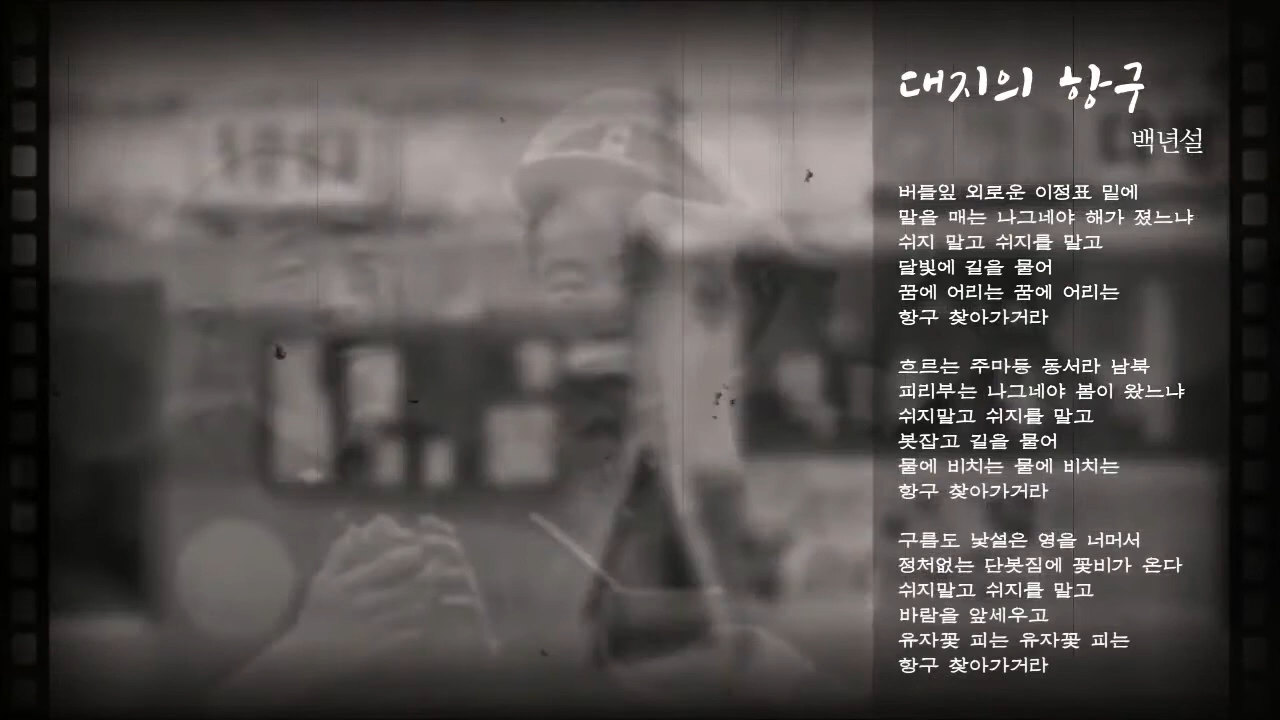 대지의 항구
백년설
버들잎 외로운 이정표 밑에
말을 매는 나그네야 해가 졌느냐
쉬지 말고 쉬지를 말고
달빛에 길을 물어
꿈에 어리는 꿈에 어리는
항구 찾아가거라
흐르는 주마등 동서라 남북
피리부는 나그네야 봄이 왔느냐
쉬지말고 쉬지를 말고
봇잡고 길을 물어
물에 비치는 물에 비치는
항구 찾아가거라
구름도 낯설은 영을 너머서
정처없는 단봇짐에 꽃비가 온다
쉬지말고 쉬지를 말고
바람을 앞세우고
유자꽃 피는 유자꽃 피는
항구 찾아가거라